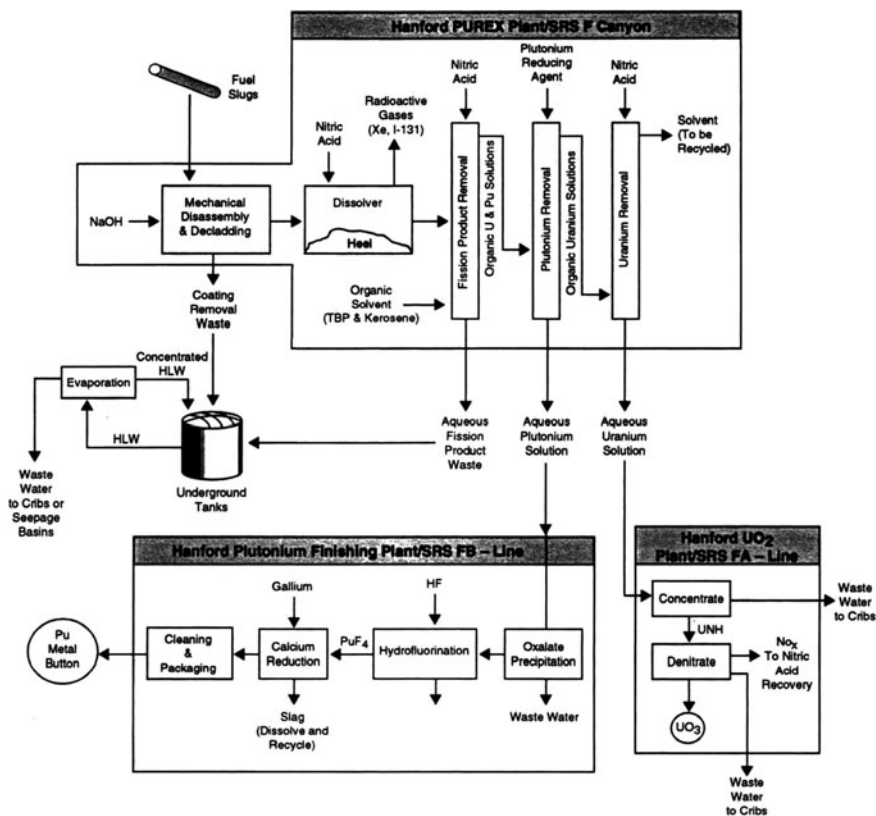 Hanford PUREX Plant/SRS F Canyon
Fuel
Slugs
Nitric
Acid
Radioactive
Gases
(Xe, I-131)
Nitric
Acid
Plutonium
Reducing
Agent
Nitric
Acid
Solvent
(To be
Recycled)
NaOH
Mechanical
Disassembly
& Decladding
Dissolver
Heel
Fission Product Removal
Organic U & Pu Solutions
Plutonium Removal
Organic Uranium Solutions
Uranium Removal
Organic
Solvent
(TBP & Kerosene)
Coating
Removal
Waste
Concentrated
HLW
Evaporation
HLW
Waste
Water
to Cribs or
Seepage
Basins
Underground
Tanks
Aqueous
Fission
Product
Waste
Aqueous
Plutonium
Solution
Aqueous
Uranium
Solution
Hanford Plutonium Finishing Plant/SRS FB – Line
Gallium
HF
Pu
Metal
Button
Cleaning
&
Packaging
Calcium
Reduction
PuF4
Hydrofluorination
Oxalate
Precipitation
Slag
(Dissolve and
Recycle)
Waste Water
Hanford UO2
Plant/SRS FA – Line
Concentrate
Waste
Water
to Cribs
UNH
Denitrate
Nox
To Nitric
Acid
Recovery
UO3
Waste
Water
to Cribs